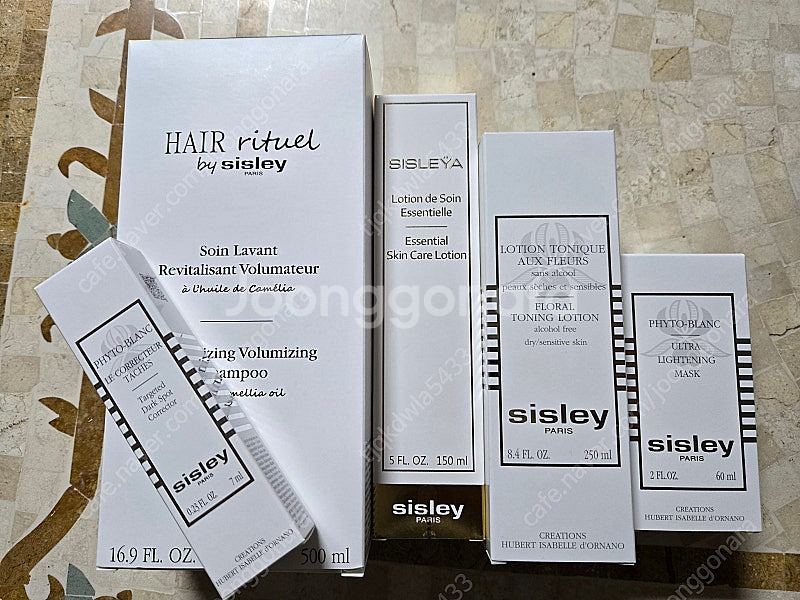 HAIR rituel
by sisley
PARIS
Soin Lavant
Revitalisant Volumateur
à l'huile de Camélia
izing Volumizing
ampoo
mellia oil
16.9 FL. OZ.
500 ml
PHYTO-BLANC
LE CORRECTEUR
TACHES
Targeted
Dark Spot
Corrector
sisley
PARIS
0.23 FL. OZ. 7 ml
CREATIONS
HUBERT ISABELLE d'ORNANO
SISLEŸA
Lotion de Soin
Essentielle
Essential
Skin Care Lotion
5 FL. OZ. 150 ml
sisley
PARIS
LOTION TONIQUE
AUX FLEURS
sans alcool
peaux sèches et sensibles
FLORAL
TONING LOTION
alcohol free
dry/sensitive skin
sisley
PARIS
8.4 FL. OZ. 250 ml
CREATIONS
HUBERT ISABELLE d'ORNANO
PHYTO-BLANC
ULTRA
LIGHTENING
MASK
sisley
PARIS
2 FL.OZ. 60 ml
CREATIONS
HUBERT ISABELLE d'ORNANO
joonggonara